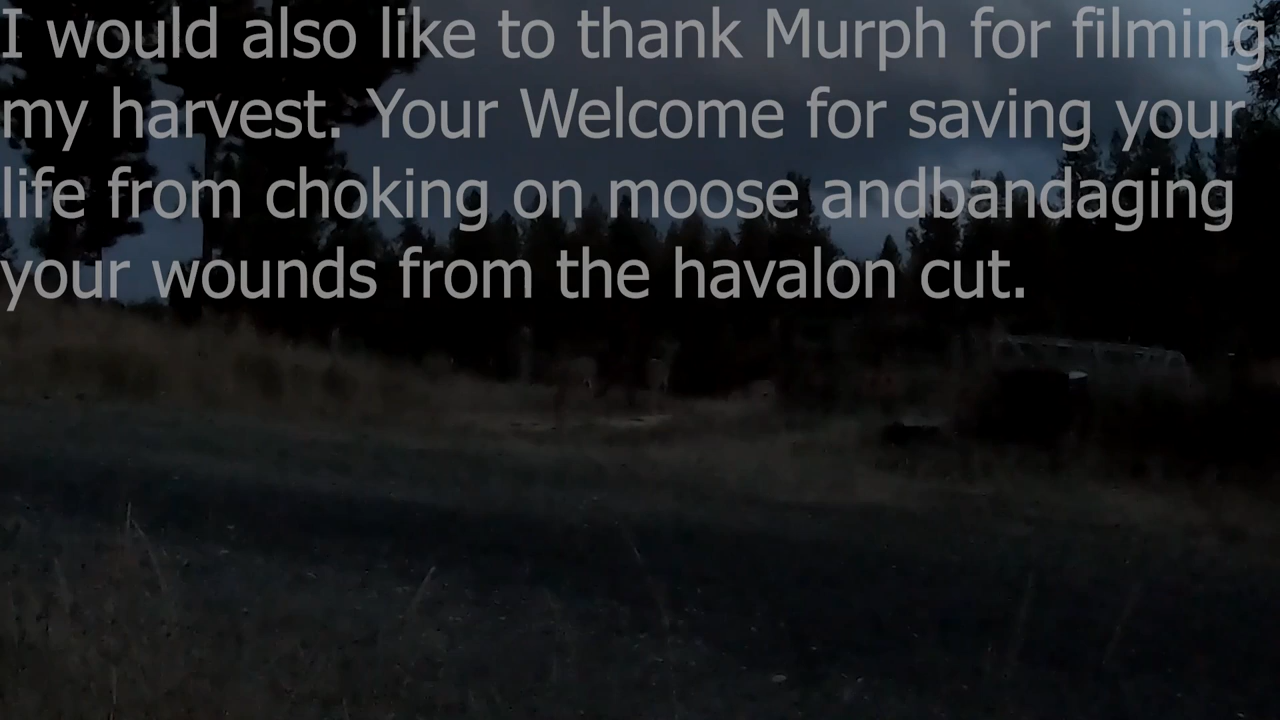 I would also like to thank Murph for filming
my harvest. Your Welcome for saving your
life from choking on moose andbandaging
your wounds from the havalon cut.